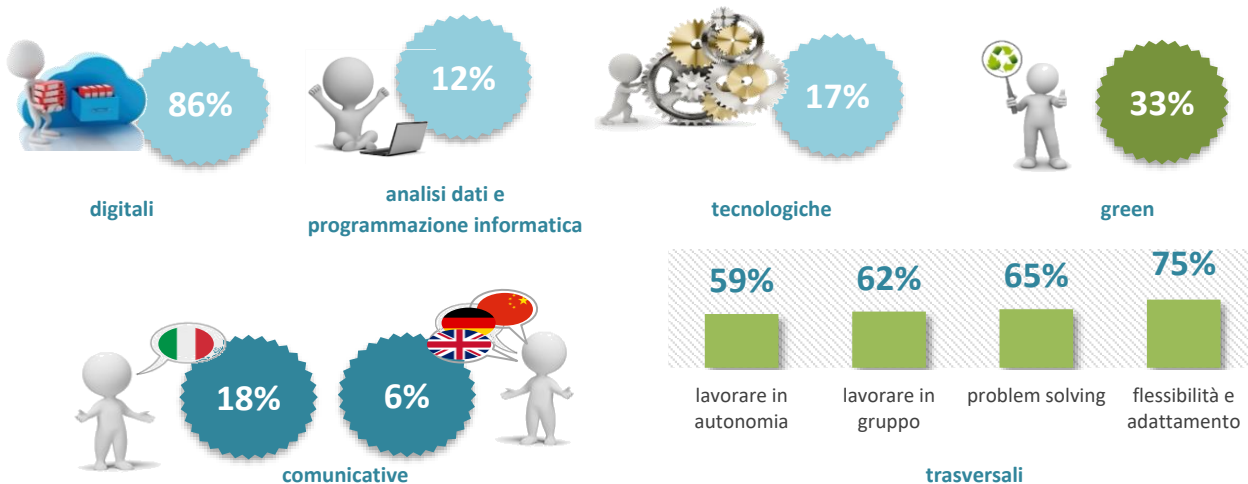 86%
12%
17%
33%
digitali
analisi dati e
programmazione informatica
tecnologiche
green
18%
6%
comunicative
59%
62%
65%
75%
lavorare in
autonomia
lavorare in
gruppo
problem solving
flessibilità e
adattamento
trasversali